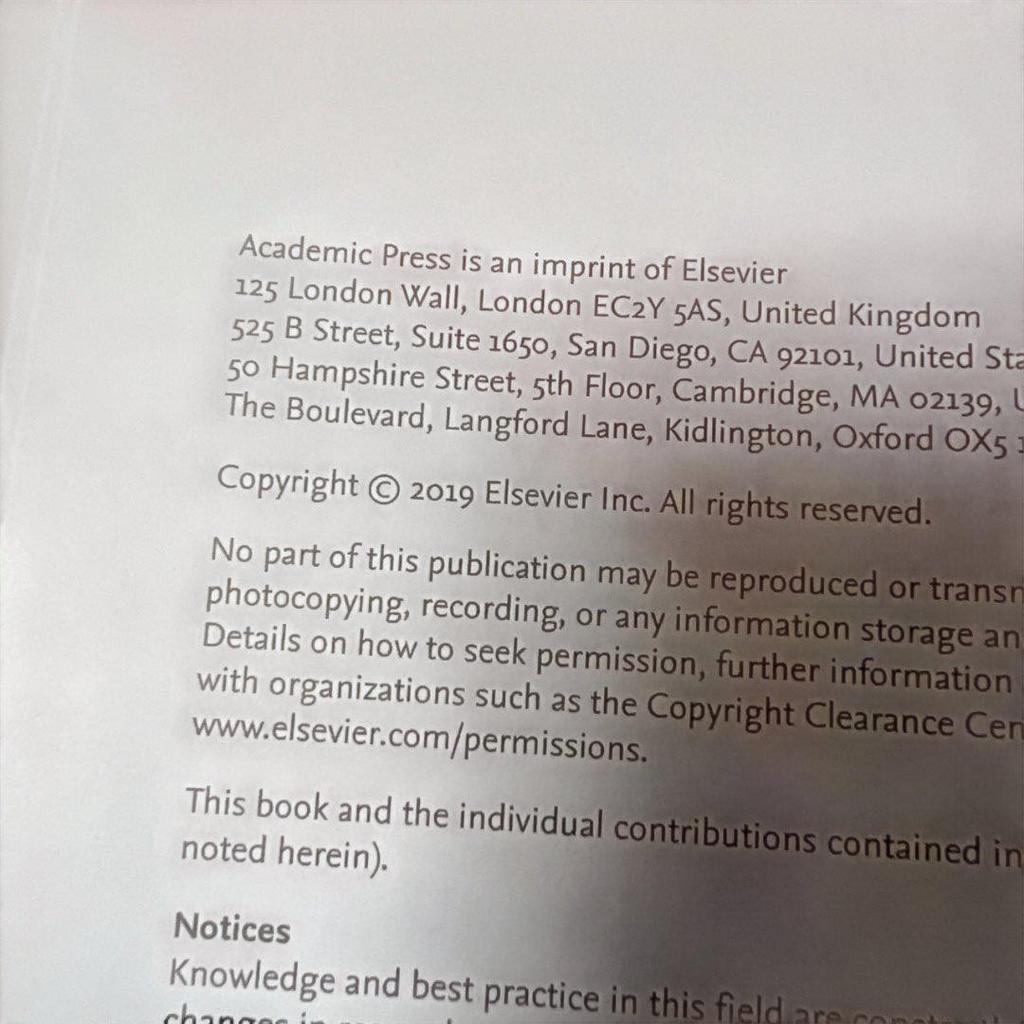 Academic Press is an imprint of Elsevier
125 London Wall, London EC2Y 5AS, United Kingdom
525 B Street, Suite 1650, San Diego, CA 92101, United
50 Hampshire Street, 5th Floor, Cambridge, MA 02139,
The Boulevard, Langford Lane, Kidlington, Oxford OX5
Copyright © 2019 Elsevier Inc. All rights reserved.
No part of this publication may be reproduced or
photocopying, recording, or any information storage
Details on how to seek permission, further information
with organizations such as the Copyright Clearance
www.elsevier.com/permissions.
This book and the individual contributions contained in
noted herein).
Notices
Knowledge and best practice in this field are